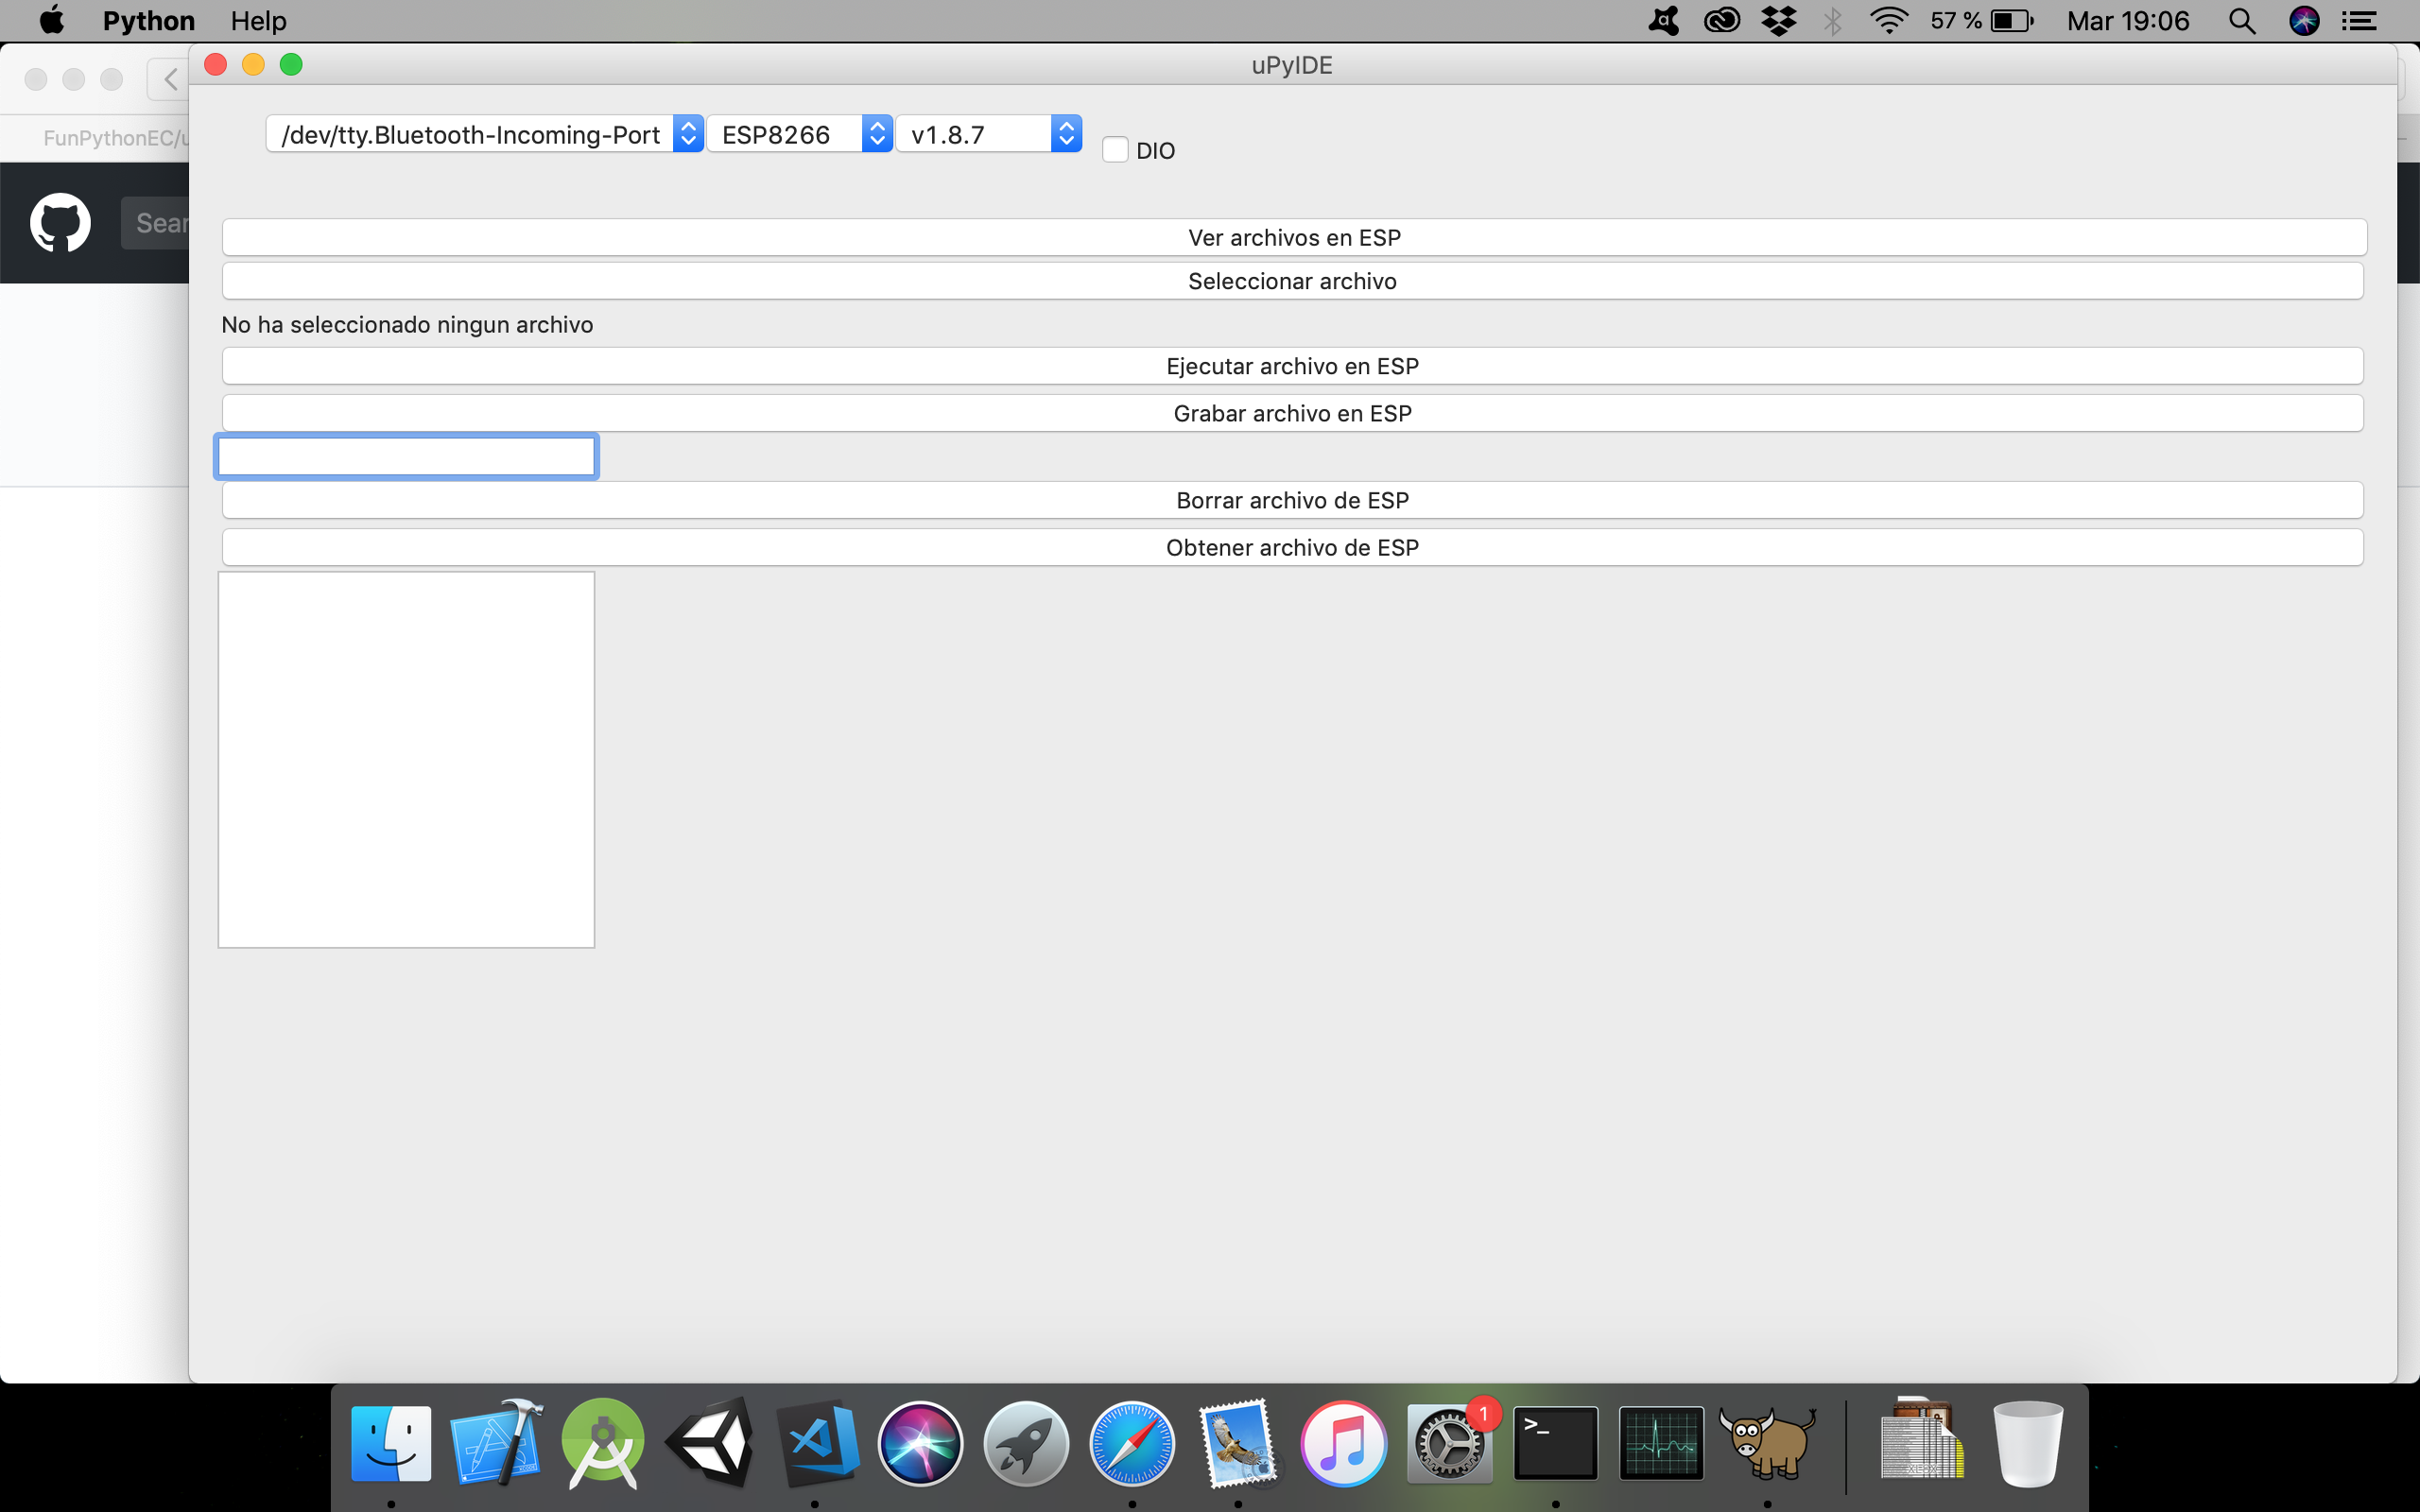 Python Help 57 % Mar 19:06
uPyIDE
FunPythonEC/u
/dev/tty.Bluetooth-Incoming-Port ESP8266 v1.8.7 DIO
Sear
Ver archivos en ESP
Seleccionar archivo
No ha seleccionado ningun archivo
Ejecutar archivo en ESP
Grabar archivo en ESP
Borrar archivo de ESP
Obtener archivo de ESP
1
>_